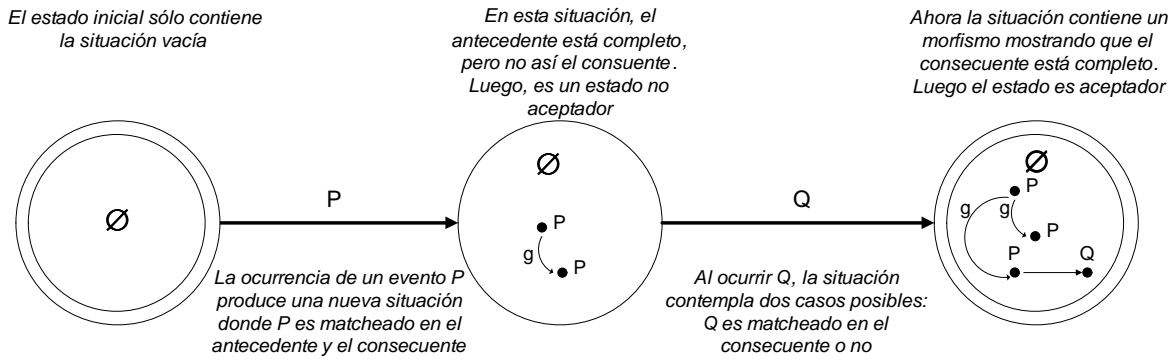 El estado inicial sólo contiene
la situación vacía
En esta situación, el
antecedente está completo,
pero no así el consuente.
Luego, es un estado no
aceptador
Ahora la situación contiene un
morfismo mostrando que el
consecuente está completo.
Luego el estado es aceptador
∅
P
∅
P
g
P
Q
∅
P
g
g
P
P
Q
La ocurrencia de un evento P
produce una nueva situación
donde P es matcheado en el
antecedente y el consecuente
Al ocurrir Q, la situación
contempla dos casos posibles:
Q es matcheado en el
consecuente o no